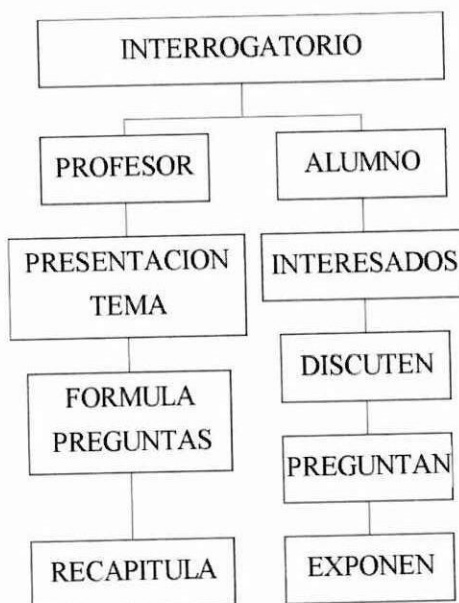 INTERROGATORIO
PROFESOR
ALUMNO
PRESENTACION
TEMA
INTERESADOS
FORMULA
PREGUNTAS
DISCUTEN
PREGUNTAN
RECAPITULA
EXPONEN